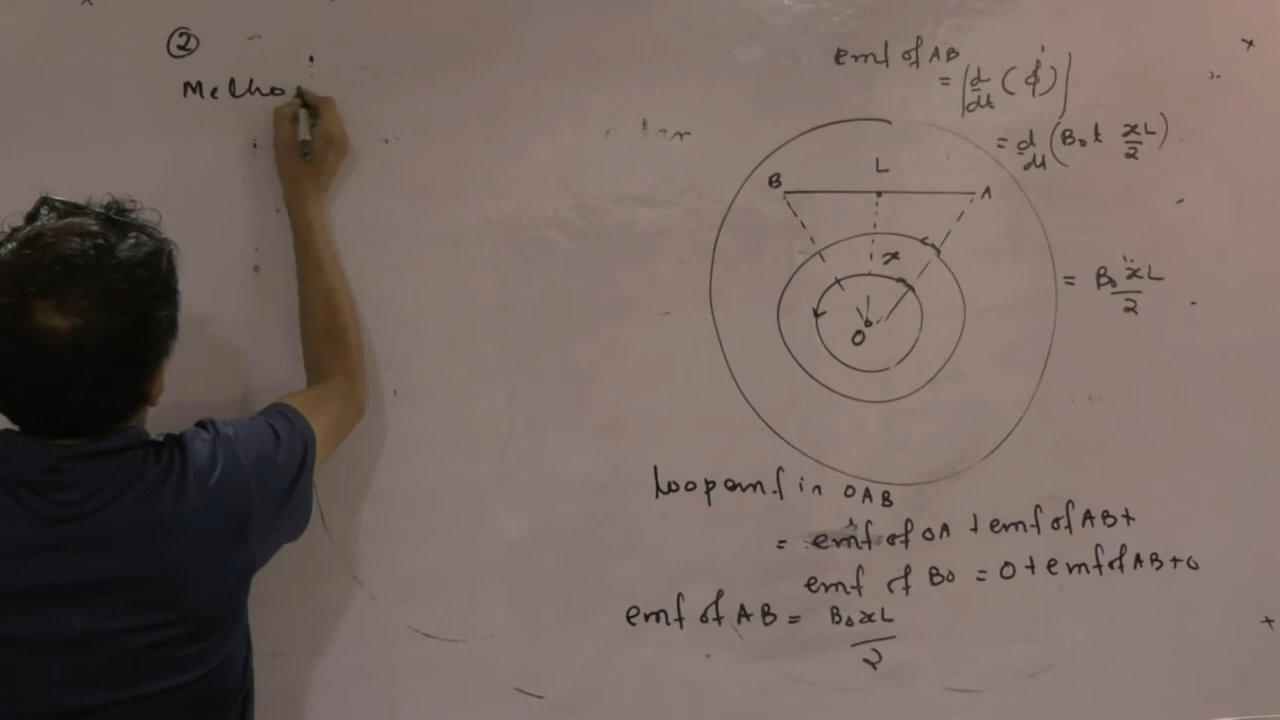 ②
Metho
emf of AB
= |d/dt (ϕ)|
= d/dt (B₀t xL/2)
= B₀xL/2
B L A
x
O
Loop emf in OAB
= emf of OA + emf of AB +
emf of BO = 0 + emf of AB + 0
emf of AB = B₀xL/2